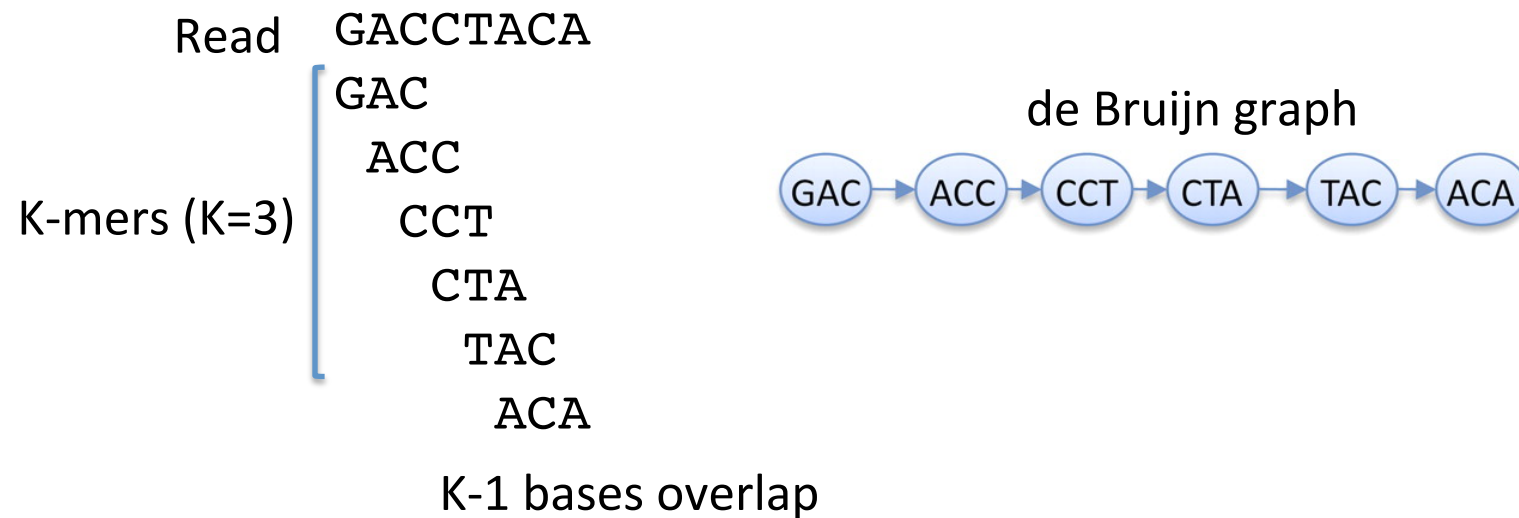 Read GACCTACA
GAC
ACC
K-mers (K=3) CCT
CTA
TAC
ACA
K-1 bases overlap
de Bruijn graph
GAC ACC CCT CTA TAC ACA